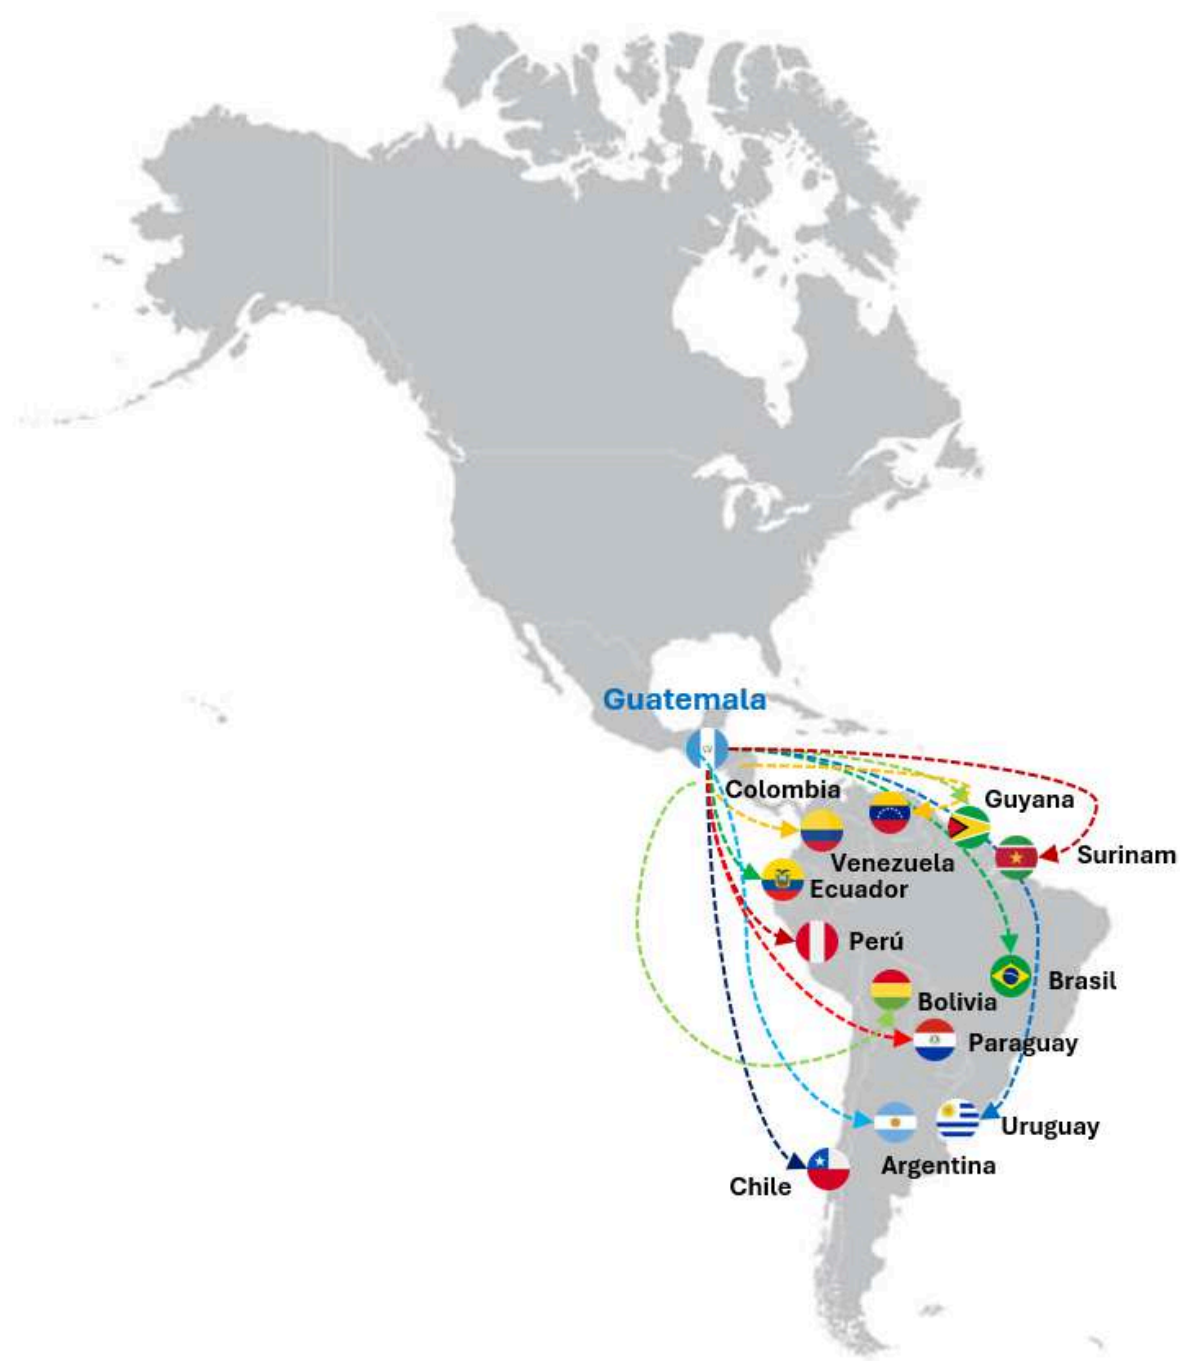 Guatemala
Colombia
Guyana
Venezuela
Surinam
Ecuador
Perú
Brasil
Bolivia
Paraguay
Uruguay
Argentina
Chile